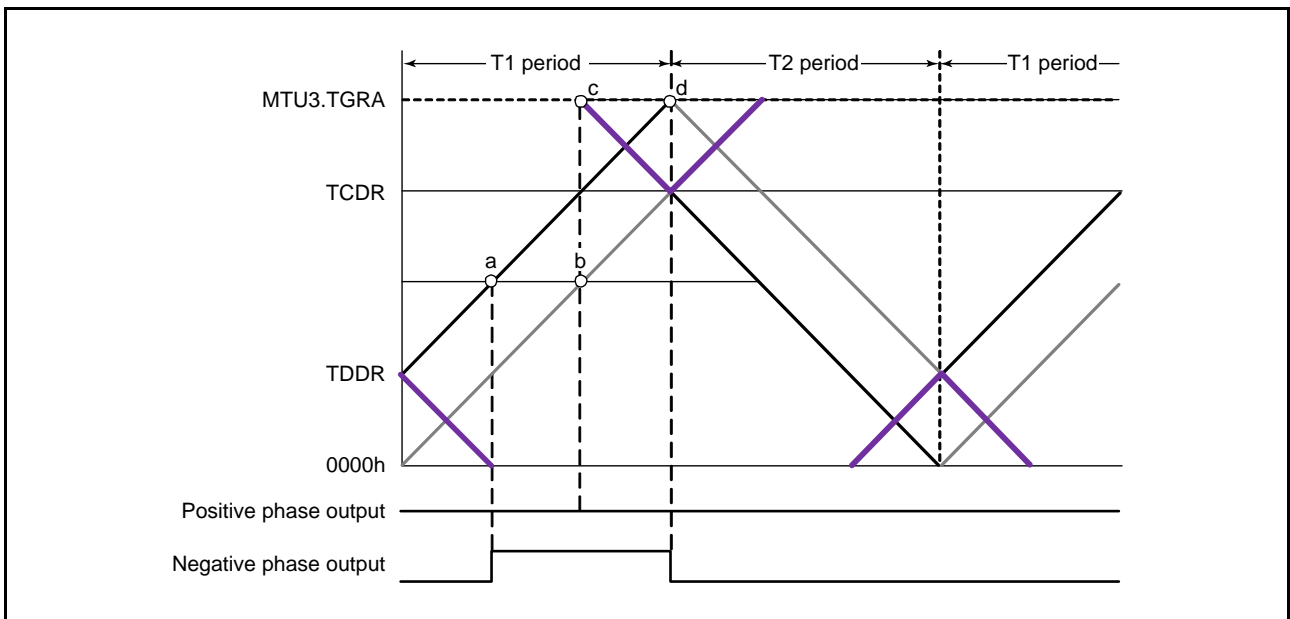 T1 period
T2 period
T1 period
MTU3.TGRA
c
d
TCDR
a
b
TDDR
0000h
Positive phase output
Negative phase output